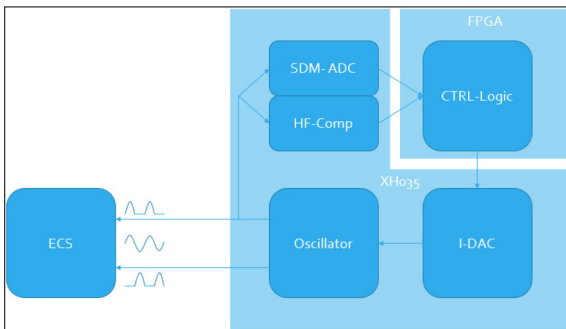 FPGA
SDM- ADC
CTRL-Logic
HF-Comp
XH035
ECS
Oscillator
I-DAC